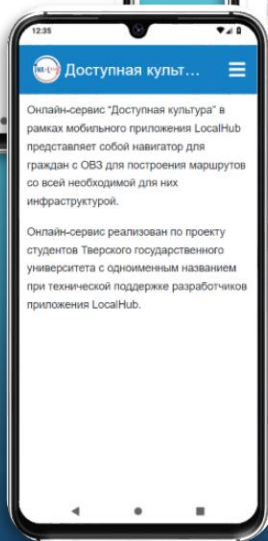 12:35
Доступная культ...
Онлайн-сервис "Доступная культура" в
рамках мобильного приложения LocalHub
представляет собой навигатор для
граждан с ОВЗ для построения маршрутов
со всей необходимой для них
инфраструктурой.
Онлайн-сервис реализован по проекту
студентов Тверского государственного
университета с одноименным названием
при технической поддержке разработчиков
приложения LocalHub.